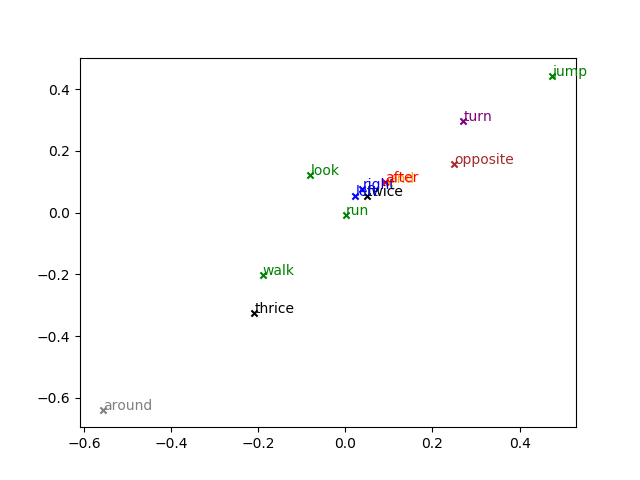 jump
0.4
turn
0.2
opposite
look
after
right
left
twice
0.0
run
walk
−0.2
thrice
−0.4
−0.6
around
−0.6 −0.4 −0.2 0.0 0.2 0.4